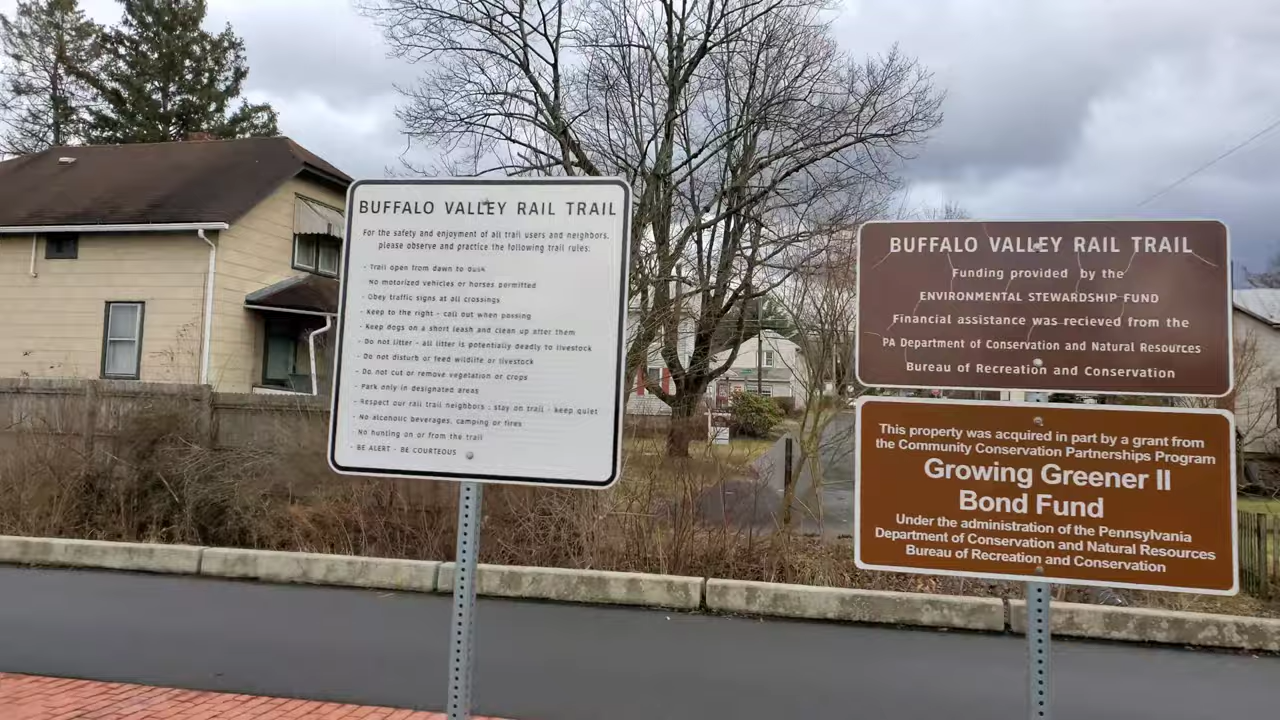 BUFFALO VALLEY RAIL TRAIL
For the safety and enjoyment of all trail users and neighbors,
please observe and practice the following trail rules:
- Trail open from dawn to dusk
- No motorized vehicles or horses permitted
- Obey traffic signs at all crossings
- Keep to the right - call out when passing
- Keep dogs on a short leash and clean up after them
- Do not litter - all litter is potentially deadly to livestock
- Do not disturb or feed wildlife or livestock
- Do not cut or remove vegetation or crops
- Park only in designated areas
- Respect our rail trail neighbors : stay on trail - keep quiet
- No alcoholic beverages, camping or fires
- No hunting on or from the trail
- BE ALERT - BE COURTEOUS
BUFFALO VALLEY RAIL TRAIL
Funding provided by the
ENVIRONMENTAL STEWARDSHIP FUND
Financial assistance was recieved from the
PA Department of Conservation and Natural Resources
Bureau of Recreation and Conservation
This property was acquired in part by a grant from
the Community Conservation Partnerships Program
Growing Greener II
Bond Fund
Under the administration of the Pennsylvania
Department of Conservation and Natural Resources
Bureau of Recreation and Conservation